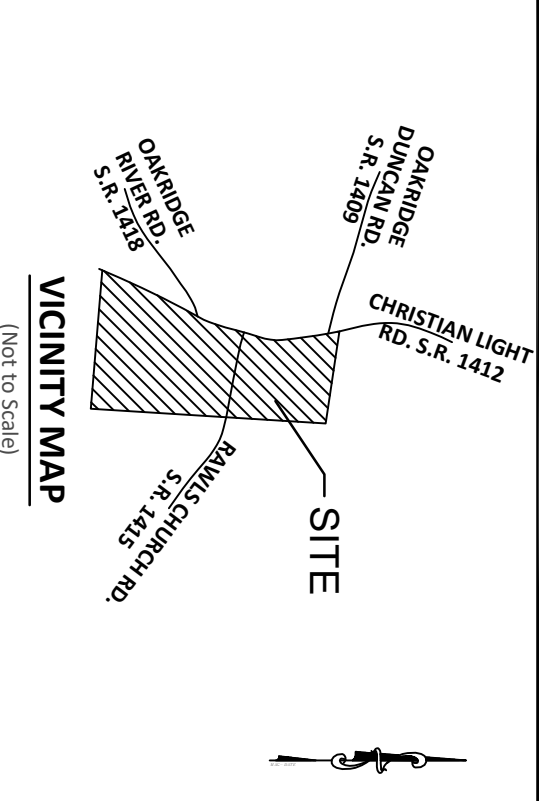 OAKRIDGE
DUNCAN RD.
S.R. 1409
CHRISTIAN LIGHT
RD. S.R. 1412
OAKRIDGE
RIVER RD.
S.R. 1418
SITE
RAWLS CHURCH RD.
S.R. 1415
VICINITY MAP
(Not to Scale)